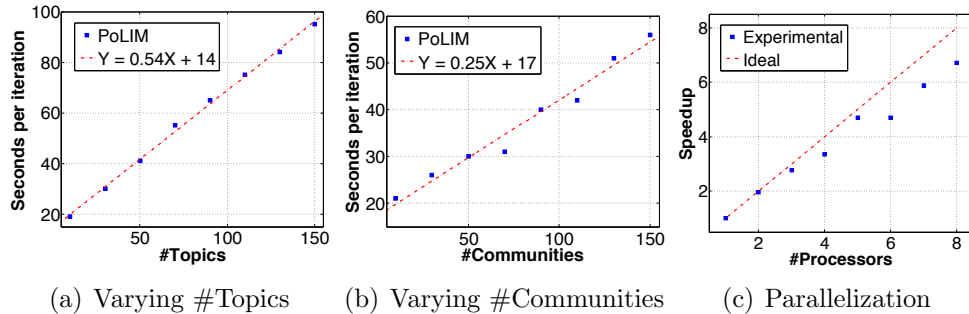 100
80
60
40
20
Seconds per iteration
PoLIM
Y = 0.54X + 14
50
100
150
#Topics
(a) Varying #Topics
60
50
40
30
20
Seconds per iteration
PoLIM
Y = 0.25X + 17
50
100
150
#Communities
(b) Varying #Communities
8
6
4
2
Speedup
Experimental
Ideal
2
4
6
8
#Processors
(c) Parallelization